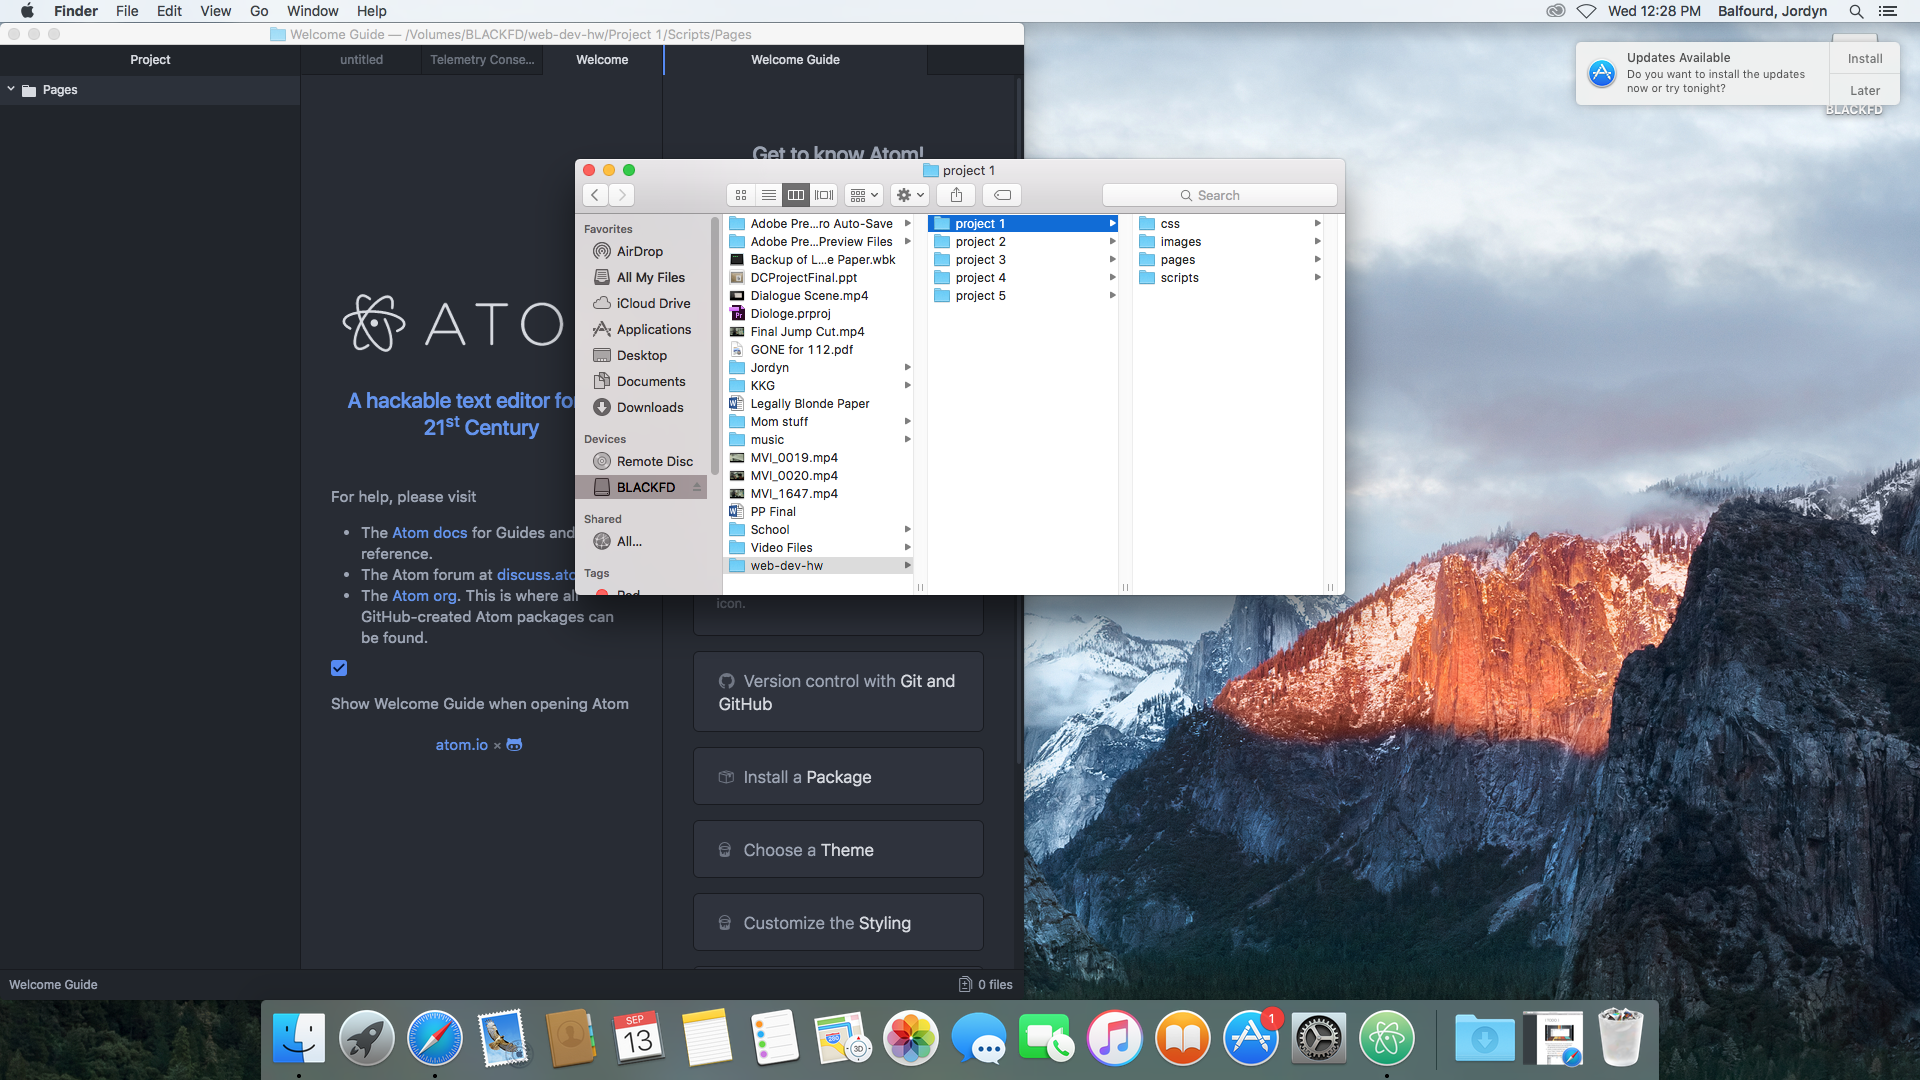 Finder File Edit View Go Window Help
Wed 12:28 PM Balfourd, Jordyn
Welcome Guide — /Volumes/BLACKFD/web-dev-hw/Project 1/Scripts/Pages
Project
untitled
Telemetry Conse...
Welcome
Welcome Guide
Pages
Updates Available
Do you want to install the updates
now or try tonight?
Install
Later
BLACKFD
Get to know Atom!
ATO
A hackable text editor fo
21st Century
For help, please visit
• The Atom docs for Guides and
reference.
• The Atom forum at discuss.ato
• The Atom org. This is where al
GitHub-created Atom packages can
be found.
Show Welcome Guide when opening Atom
atom.io ×
project 1
Search
Favorites
AirDrop
All My Files
iCloud Drive
Applications
Desktop
Documents
Downloads
Devices
Remote Disc
BLACKFD
Shared
All...
Tags
Red
Adobe Pre...ro Auto-Save
Adobe Pre...Preview Files
Backup of L...e Paper.wbk
DCProjectFinal.ppt
Dialogue Scene.mp4
Diologe.prproj
Final Jump Cut.mp4
GONE for 112.pdf
Jordyn
KKG
Legally Blonde Paper
Mom stuff
music
MVI_0019.mp4
MVI_0020.mp4
MVI_1647.mp4
PP Final
School
Video Files
web-dev-hw
project 1
project 2
project 3
project 4
project 5
css
images
pages
scripts
icon.
Version control with Git and
GitHub
Install a Package
Choose a Theme
Customize the Styling
Welcome Guide
0 files
SEP
13
280
3D
1